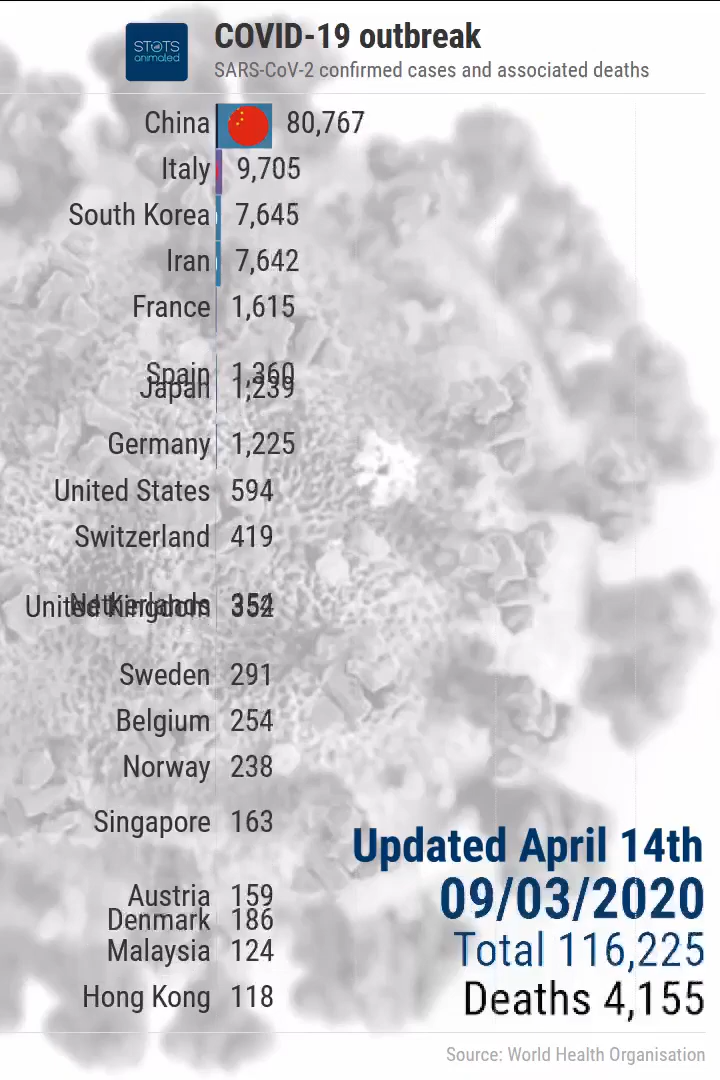 STATS
animated
COVID-19 outbreak
SARS-CoV-2 confirmed cases and associated deaths
China 80,767
Italy 9,705
South Korea 7,645
Iran 7,642
France 1,615
Spain 1,360
Japan 1,239
Germany 1,225
United States 594
Switzerland 419
Netherlands
United Kingdom
Sweden 291
Belgium 254
Norway 238
Singapore 163
Austria 159
Denmark 186
Malaysia 124
Hong Kong 118
Updated April 14th
09/03/2020
Total 116,225
Deaths 4,155
Source: World Health Organisation